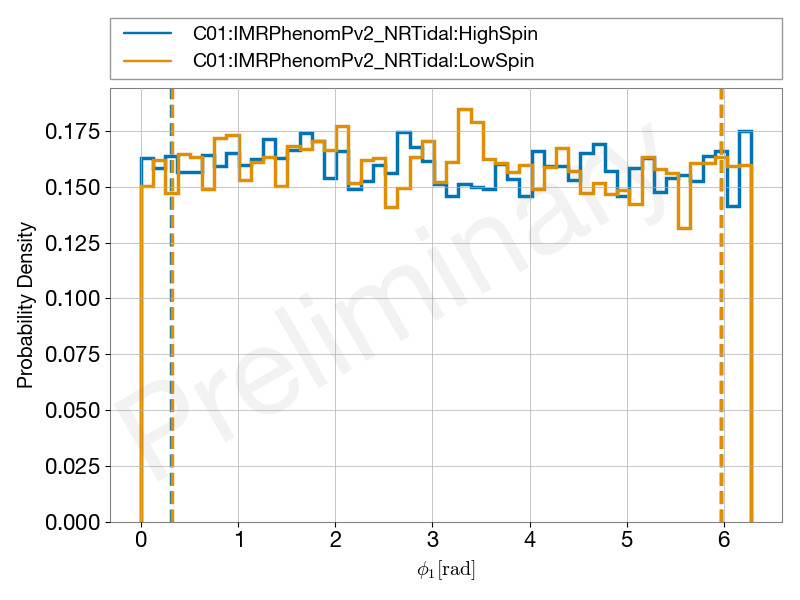 C01:IMRPhenomPv2_NRTidal:HighSpin
C01:IMRPhenomPv2_NRTidal:LowSpin
0.175
0.150
0.125
0.100
0.075
0.050
0.025
0.000
Probability Density
Preliminary
0 1 2 3 4 5 6
ϕ₁[rad]